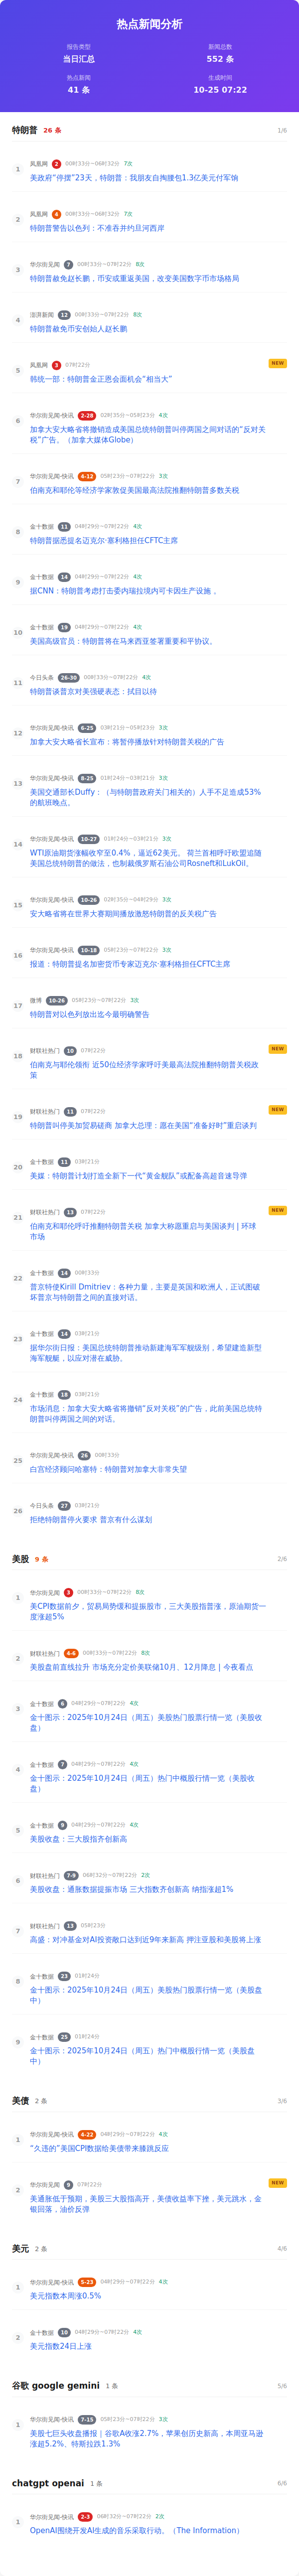 热点新闻分析
报告类型
当日汇总
新闻总数
552 条
热点新闻
41 条
生成时间
10-25 07:22
特朗普 26 条 1/6
1 凤凰网 2 00时33分~06时32分 7次
美政府“停摆”23天，特朗普：我朋友自掏腰包1.3亿美元付军饷
2 凤凰网 4 00时33分~06时32分 7次
特朗普警告以色列：不准吞并约旦河西岸
3 华尔街见闻 7 00时33分~07时22分 8次
特朗普赦免赵长鹏，币安或重返美国，改变美国数字币市场格局
4 澎湃新闻 12 00时33分~07时22分 8次
特朗普赦免币安创始人赵长鹏
5 凤凰网 3 07时22分 NEW
韩统一部：特朗普金正恩会面机会“相当大”
6 华尔街见闻-快讯 2-28 02时35分~05时23分 4次
加拿大安大略省将撤销造成美国总统特朗普叫停两国之间对话的“反对关
税”广告。（加拿大媒体Globe）
7 华尔街见闻-快讯 4-12 05时23分~07时22分 3次
伯南克和耶伦等经济学家敦促美国最高法院推翻特朗普多数关税
8 金十数据 11 04时29分~07时22分 4次
特朗普据悉提名迈克尔·塞利格担任CFTC主席
9 金十数据 14 04时29分~07时22分 4次
据CNN：特朗普考虑打击委内瑞拉境内可卡因生产设施 。
10 金十数据 19 04时29分~07时22分 4次
美国高级官员：特朗普将在马来西亚签署重要和平协议。
11 今日头条 26-30 00时33分~07时22分 4次
特朗普谈普京对美强硬表态：拭目以待
12 华尔街见闻-快讯 6-25 03时21分~05时23分 3次
加拿大安大略省长宣布：将暂停播放针对特朗普关税的广告
13 华尔街见闻-快讯 8-25 01时24分~03时21分 3次
美国交通部长Duffy：（与特朗普政府关门相关的）人手不足造成53%
的航班晚点。
14 华尔街见闻-快讯 10-27 01时24分~03时21分 3次
WTI原油期货涨幅收窄至0.4%，逼近62美元。 荷兰首相呼吁欧盟追随
美国总统特朗普的做法，也制裁俄罗斯石油公司Rosneft和LukOil。
15 华尔街见闻-快讯 10-26 02时35分~04时29分 3次
安大略省将在世界大赛期间播放激怒特朗普的反关税广告
16 华尔街见闻-快讯 10-18 05时23分~07时22分 3次
报道：特朗普提名加密货币专家迈克尔·塞利格担任CFTC主席
17 微博 10-26 05时23分~07时22分 3次
特朗普对以色列放出迄今最明确警告
18 财联社热门 10 07时22分 NEW
伯南克与耶伦领衔 近50位经济学家呼吁美最高法院推翻特朗普关税政
策
19 财联社热门 11 07时22分 NEW
特朗普叫停美加贸易磋商 加拿大总理：愿在美国“准备好时”重启谈判
20 金十数据 11 03时21分
美媒：特朗普计划打造全新下一代“黄金舰队”或配备高超音速导弹
21 财联社热门 13 07时22分 NEW
伯南克和耶伦呼吁推翻特朗普关税 加拿大称愿重启与美国谈判 | 环球
市场
22 金十数据 14 00时33分
普京特使Kirill Dmitriev：各种力量，主要是英国和欧洲人，正试图破
坏普京与特朗普之间的直接对话。
23 金十数据 14 03时21分
据华尔街日报：美国总统特朗普推动新建海军军舰级别，希望建造新型
海军舰艇，以应对潜在威胁。
24 金十数据 18 03时21分
市场消息：加拿大安大略省将撤销“反对关税”的广告，此前美国总统特
朗普叫停两国之间的对话。
25 华尔街见闻-快讯 26 00时33分
白宫经济顾问哈塞特：特朗普对加拿大非常失望
26 今日头条 27 03时21分
拒绝特朗普停火要求 普京有什么谋划
美股 9 条 2/6
1 华尔街见闻 3 00时33分~07时22分 8次
美CPI数据前夕，贸易局势缓和提振股市，三大美股指普涨，原油期货一
度涨超5%
2 财联社热门 4-6 00时33分~07时22分 8次
美股盘前直线拉升 市场充分定价美联储10月、12月降息 | 今夜看点
3 金十数据 6 04时29分~07时22分 4次
金十图示：2025年10月24日（周五）美股热门股票行情一览（美股收
盘）
4 金十数据 7 04时29分~07时22分 4次
金十图示：2025年10月24日（周五）热门中概股行情一览（美股收
盘）
5 金十数据 9 04时29分~07时22分 4次
美股收盘：三大股指齐创新高
6 财联社热门 7-9 06时32分~07时22分 2次
美股收盘：通胀数据提振市场 三大指数齐创新高 纳指涨超1%
7 财联社热门 13 05时23分
高盛：对冲基金对AI投资敞口达到近9年来新高 押注亚股和美股将上涨
8 金十数据 23 01时24分
金十图示：2025年10月24日（周五）美股热门股票行情一览（美股盘
中）
9 金十数据 25 01时24分
金十图示：2025年10月24日（周五）热门中概股行情一览（美股盘
中）
美债 2 条 3/6
1 华尔街见闻-快讯 4-22 04时29分~07时22分 4次
“久违的”美国CPI数据给美债带来膝跳反应
2 华尔街见闻 9 07时22分 NEW
美通胀低于预期，美股三大股指高开，美债收益率下挫，美元跳水，金
银回落，油价反弹
美元 2 条 4/6
1 华尔街见闻-快讯 5-23 04时29分~07时22分 4次
美元指数本周涨0.5%
2 金十数据 10 04时29分~07时22分 4次
美元指数24日上涨
谷歌 google gemini 1 条 5/6
1 华尔街见闻-快讯 7-15 05时23分~07时22分 3次
美股七巨头收盘播报｜谷歌A收涨2.7%，苹果创历史新高，本周亚马逊
涨超5.2%、特斯拉跌1.3%
chatgpt openai 1 条 6/6
1 华尔街见闻-快讯 2-3 06时32分~07时22分 2次
OpenAI围绕开发AI生成的音乐采取行动。（The Information）